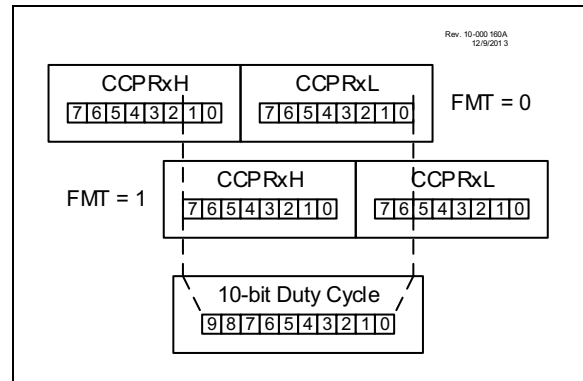 Rev. 10-000 160A
12/9/201 3
CCPRxH CCPRxL
7 6 5 4 3 2 1 0 7 6 5 4 3 2 1 0 FMT = 0
CCPRxH CCPRxL
FMT = 1 7 6 5 4 3 2 1 0 7 6 5 4 3 2 1 0
10-bit Duty Cycle
9 8 7 6 5 4 3 2 1 0